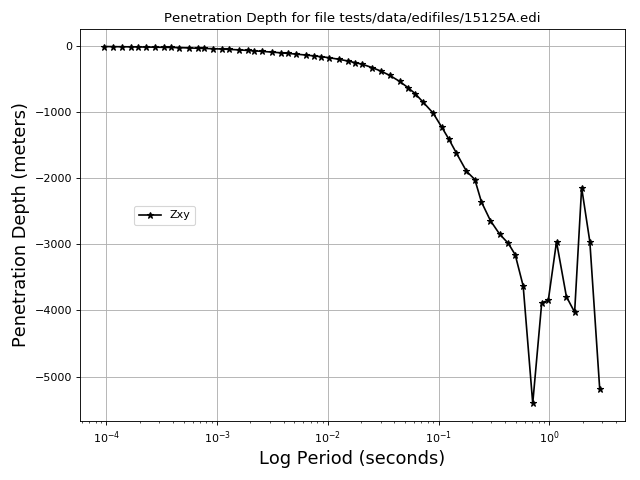 Penetration Depth for file tests/data/edifiles/15125A.edi
Penetration Depth (meters)
0
−1000
−2000
−3000
−4000
−5000
Zxy
10⁻⁴ 10⁻³ 10⁻² 10⁻¹ 10⁰
Log Period (seconds)